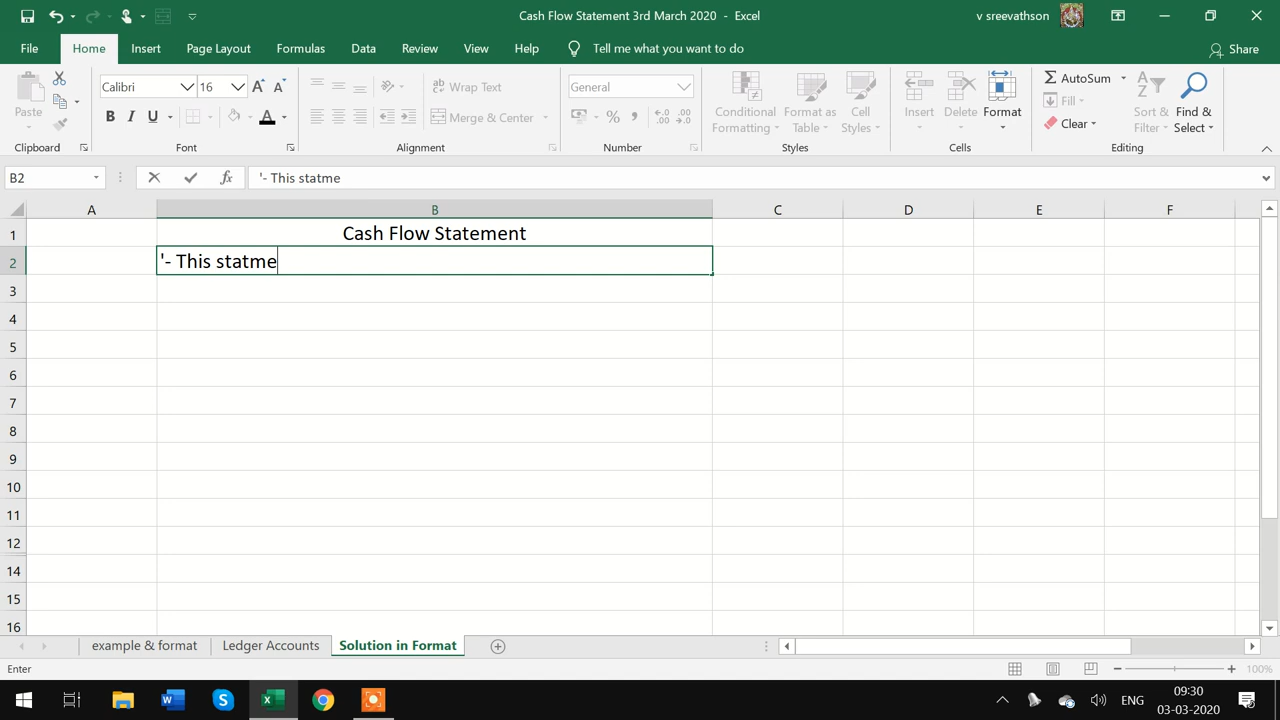 Cash Flow Statement 3rd March 2020 - Excel
v sreevathson
File Home Insert Page Layout Formulas Data Review View Help Tell me what you want to do Share
Paste
Calibri 16
B I U A
Wrap Text
Merge & Center
General
Conditional Formatting
Format as Table
Cell Styles
Insert Delete Format
AutoSum
Fill
Clear
Sort & Filter
Find & Select
Clipboard Font Alignment Number Styles Cells Editing
B2 fx '- This statme
A B C D E F
1 Cash Flow Statement
2 '- This statme
3
4
5
6
7
8
9
10
11
12
14
15
16
example & format Ledger Accounts Solution in Format
Enter 100%
ENG 09:30
03-03-2020